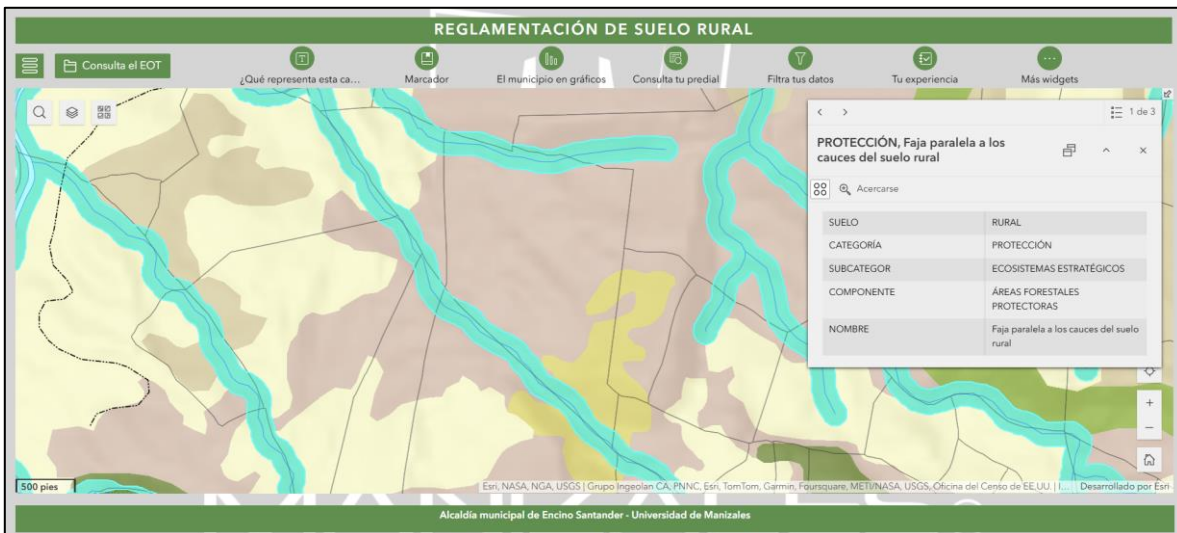 REGLAMENTACIÓN DE SUELO RURAL
Consulta el EOT
¿Qué representa esta ca...
Marcador
El municipio en gráficos
Consulta tu predial
Filtra tus datos
Tu experiencia
Más widgets
1 de 3
PROTECCIÓN, Faja paralela a los
cauces del suelo rural
Acercarse
SUELO RURAL
CATEGORÍA PROTECCIÓN
SUBCATEGOR ECOSISTEMAS ESTRATÉGICOS
COMPONENTE ÁREAS FORESTALES
PROTECTORAS
NOMBRE Faja paralela a los cauces del suelo
rural
500 pies
Esri, NASA, NGA, USGS | Grupo Ingeolan CA, PNNC, Esri, TomTom, Garmin, Foursquare, METI/NASA, USGS, Oficina del Censo de EE.UU. | I... Desarrollado por Esri
MANIZALES
Alcaldía municipal de Encino Santander - Universidad de Manizales